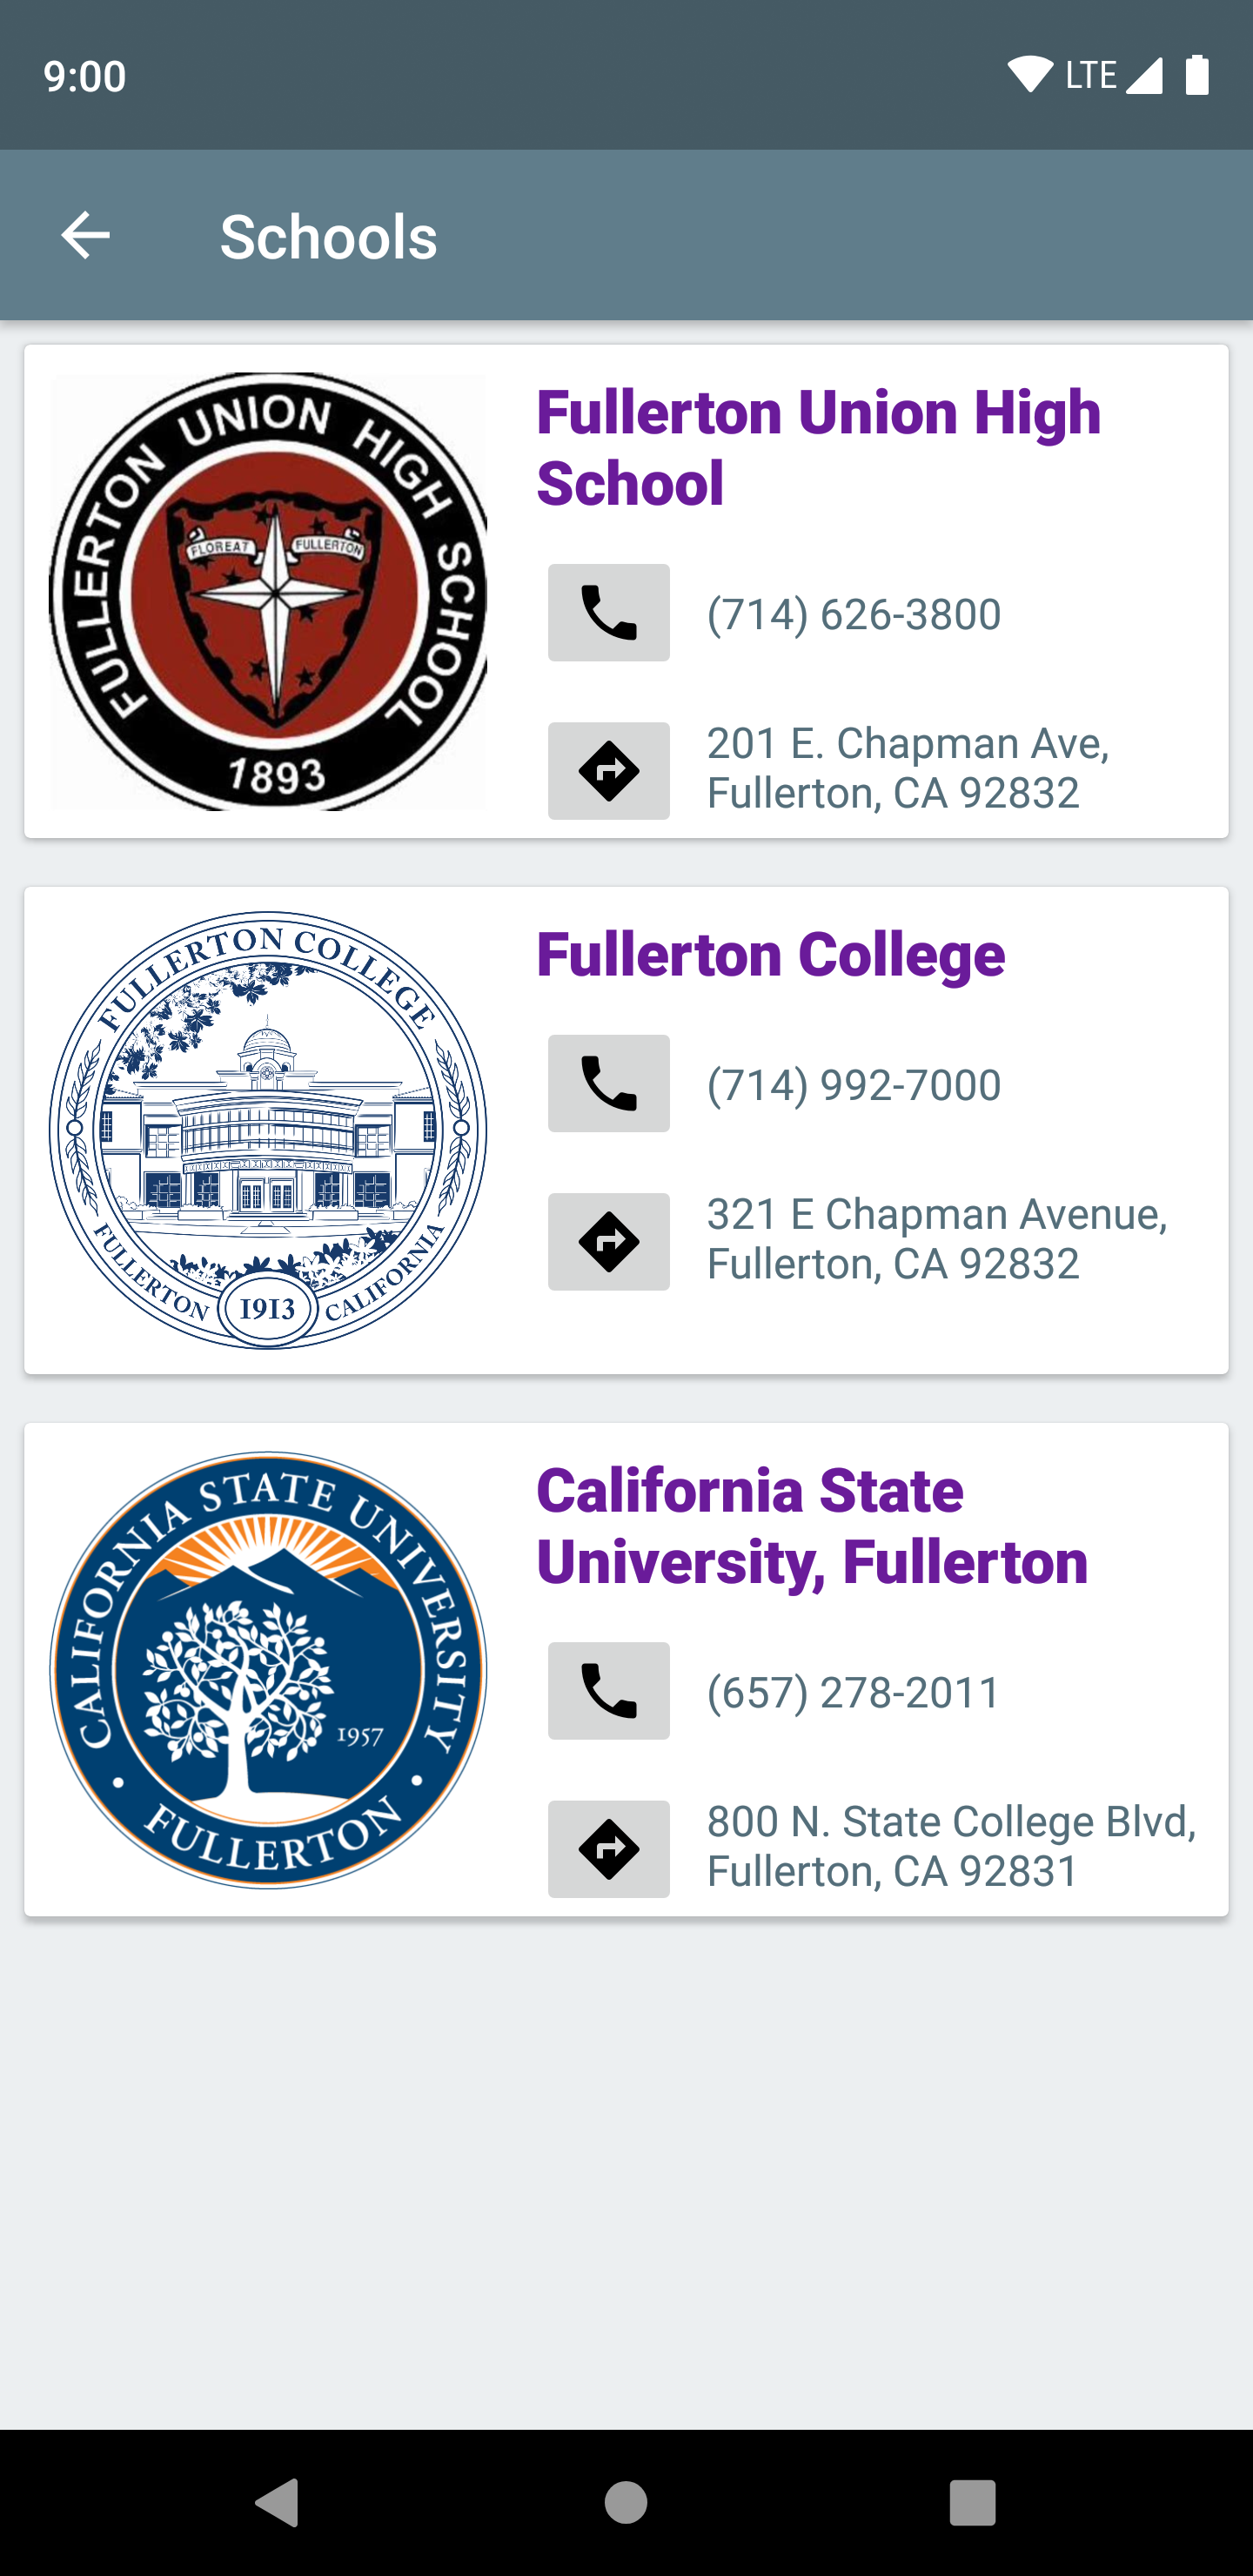 9:00
LTE
Schools
FULLERTON UNION HIGH SCHOOL
FLOREAT FULLERTON
1893
Fullerton Union High
School
(714) 626-3800
201 E. Chapman Ave,
Fullerton, CA 92832
FULLERTON COLLEGE
FULLERTON CALIFORNIA
1913
Fullerton College
(714) 992-7000
321 E Chapman Avenue,
Fullerton, CA 92832
CALIFORNIA STATE UNIVERSITY
1957
FULLERTON
California State
University, Fullerton
(657) 278-2011
800 N. State College Blvd,
Fullerton, CA 92831